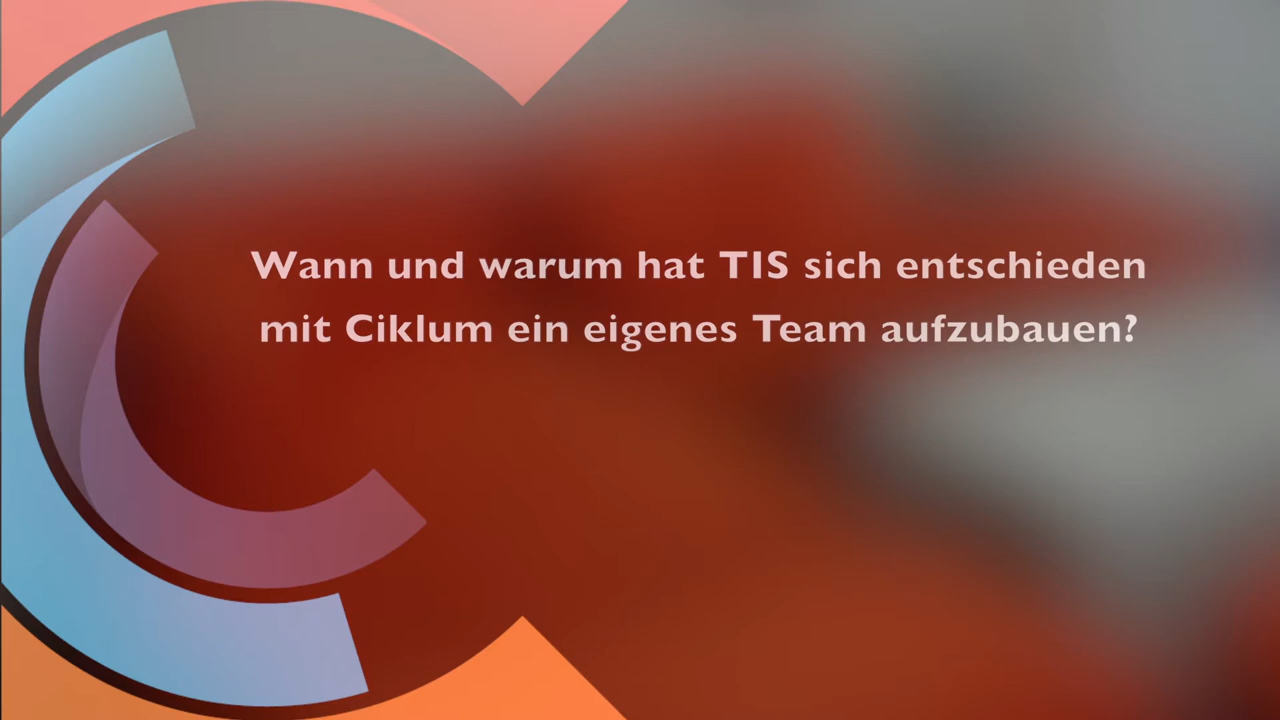 Wann und warum hat TIS sich entschieden
mit Ciklum ein eigenes Team aufzubauen?